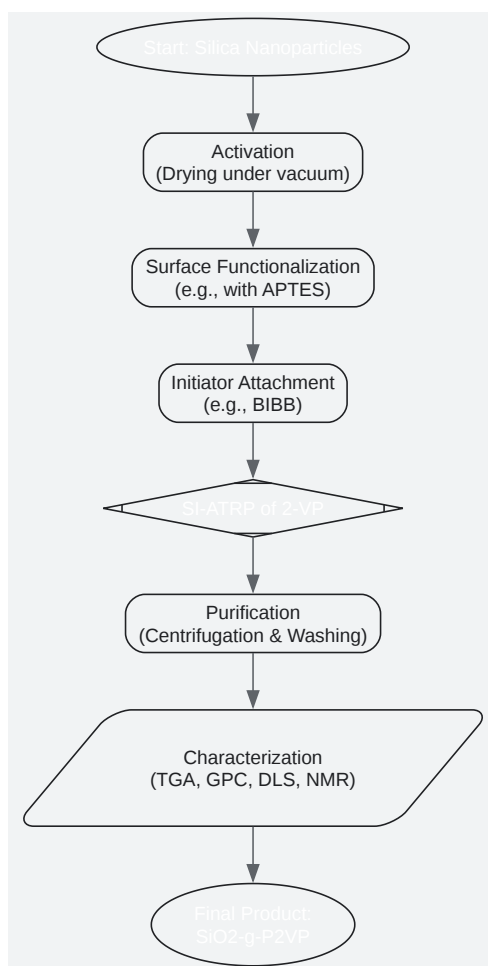 Start: Silica Nanoparticles
Activation
(Drying under vacuum)
Surface Functionalization
(e.g., with APTES)
Initiator Attachment
(e.g., BIBB)
SI-ATRP of 2-VP
Purification
(Centrifugation & Washing)
Characterization
(TGA, GPC, DLS, NMR)
Final Product:
SiO2-g-P2VP